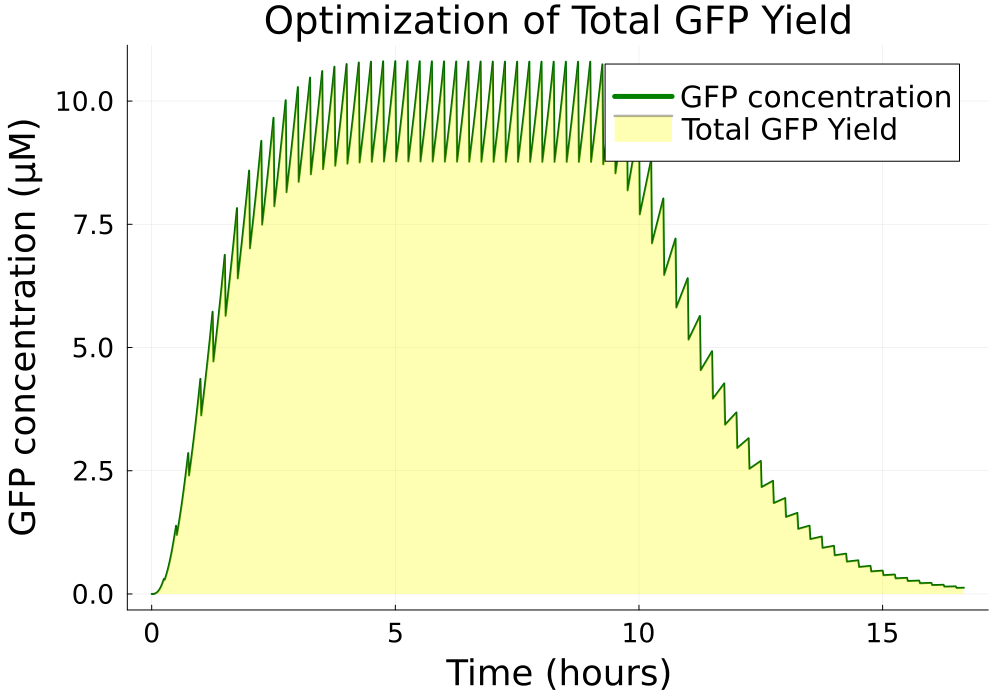 Optimization of Total GFP Yield
GFP concentration (μM)
10.0
7.5
5.0
2.5
0.0
GFP concentration
Total GFP Yield
0 5 10 15
Time (hours)